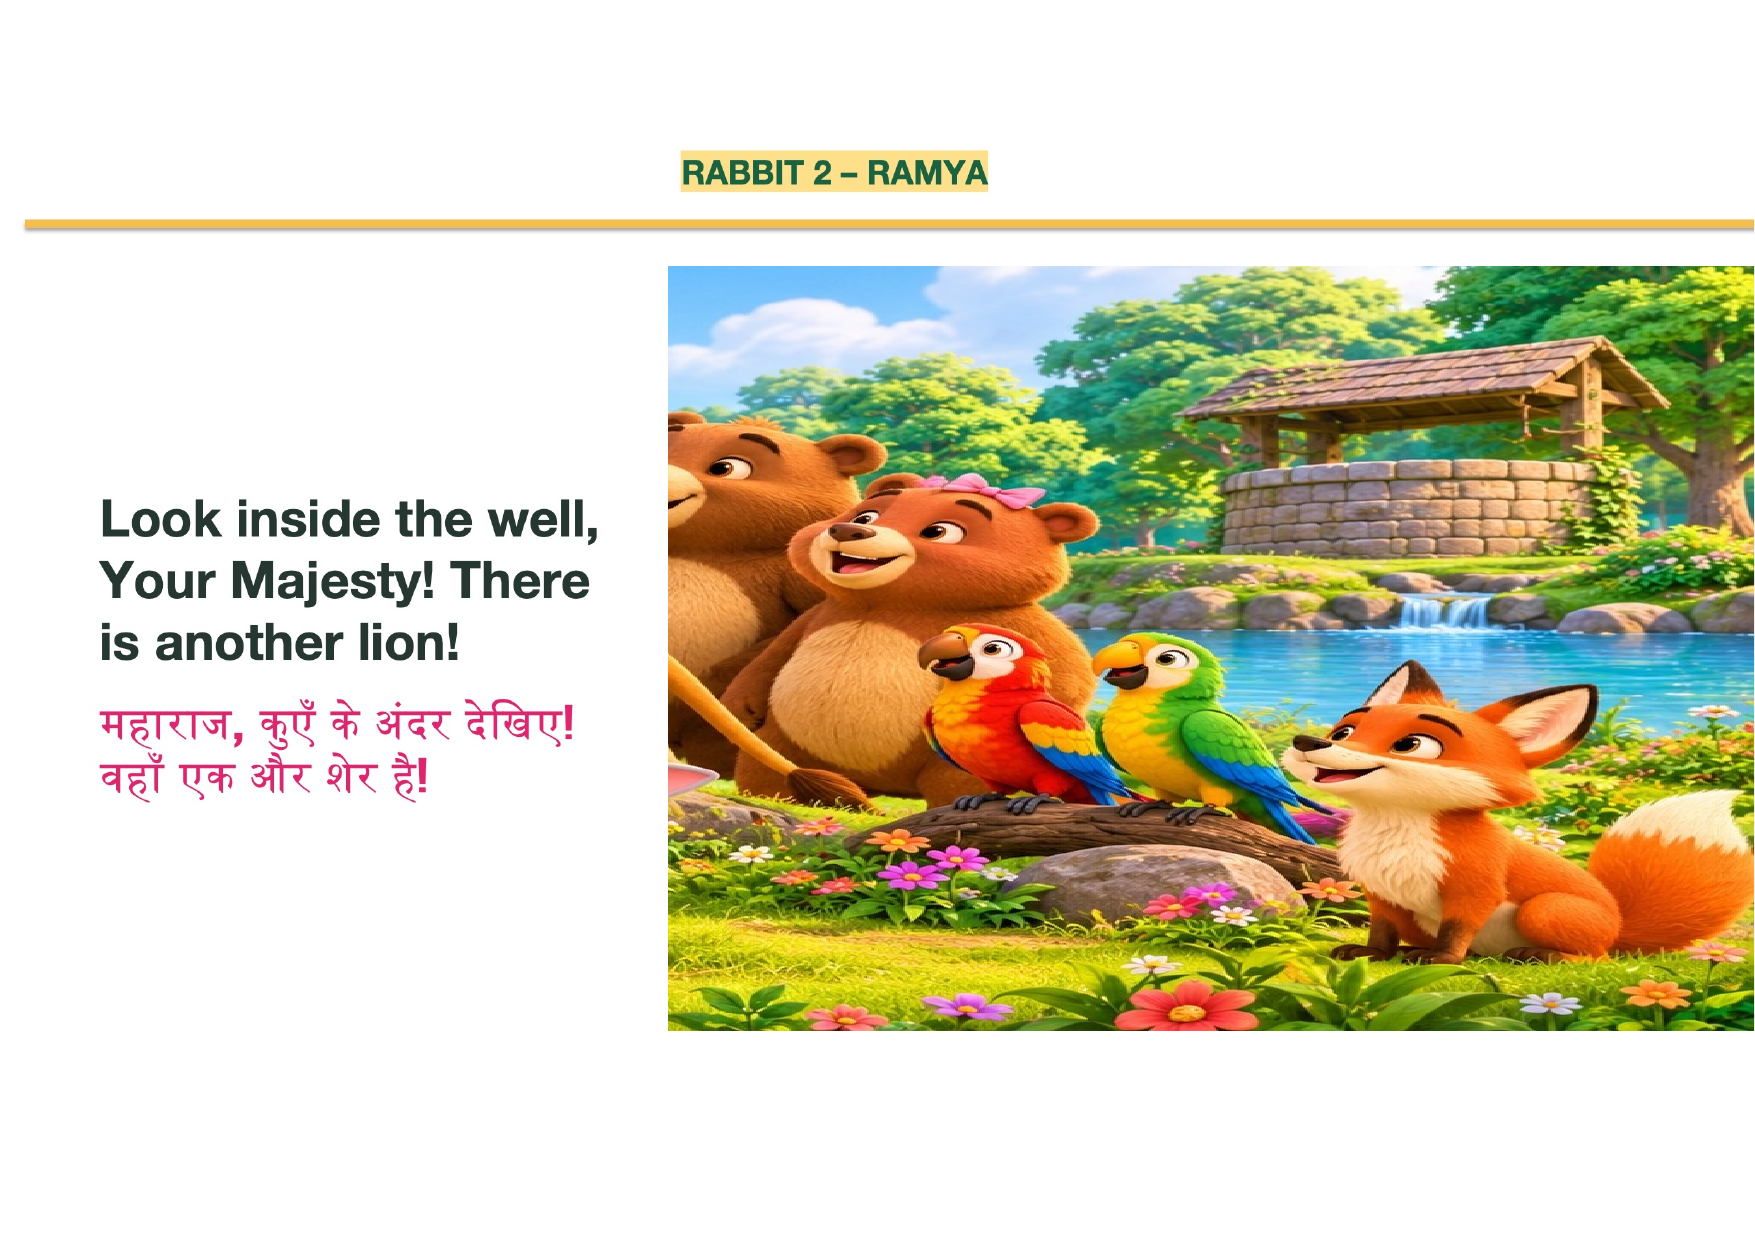 RABBIT 2 – RAMYA
Look inside the well,
Your Majesty! There
is another lion!
महाराज, कुएँ के अंदर देखिए!
वहाँ एक और शेर है!